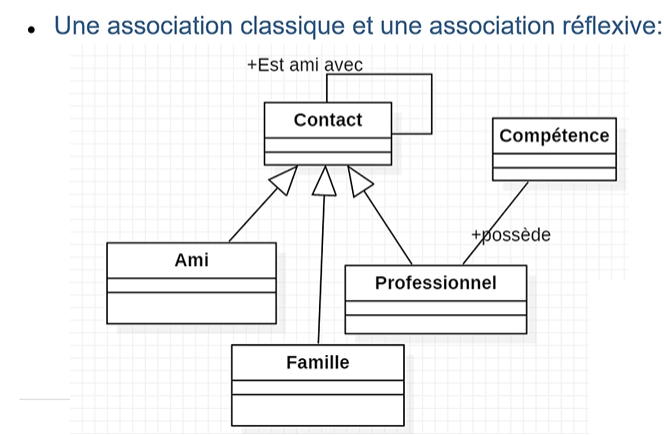 • Une association classique et une association réflexive:
+Est ami avec
Contact
Compétence
+possède
Ami
Professionnel
Famille